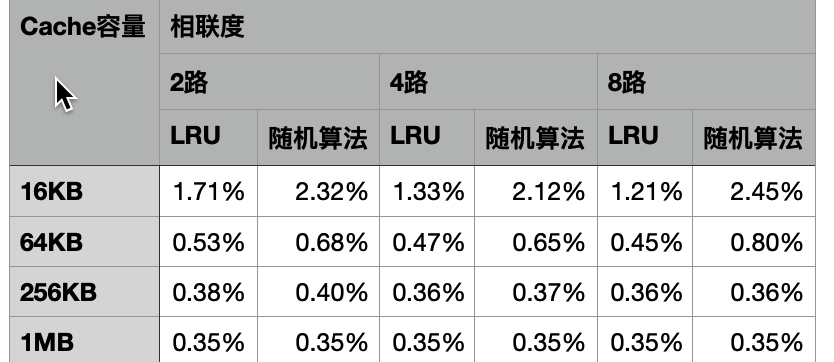 Cache容量 相联度
2路 4路 8路
LRU 随机算法 LRU 随机算法 LRU 随机算法
16KB 1.71% 2.32% 1.33% 2.12% 1.21% 2.45%
64KB 0.53% 0.68% 0.47% 0.65% 0.45% 0.80%
256KB 0.38% 0.40% 0.36% 0.37% 0.36% 0.36%
1MB 0.35% 0.35% 0.35% 0.35% 0.35% 0.35%